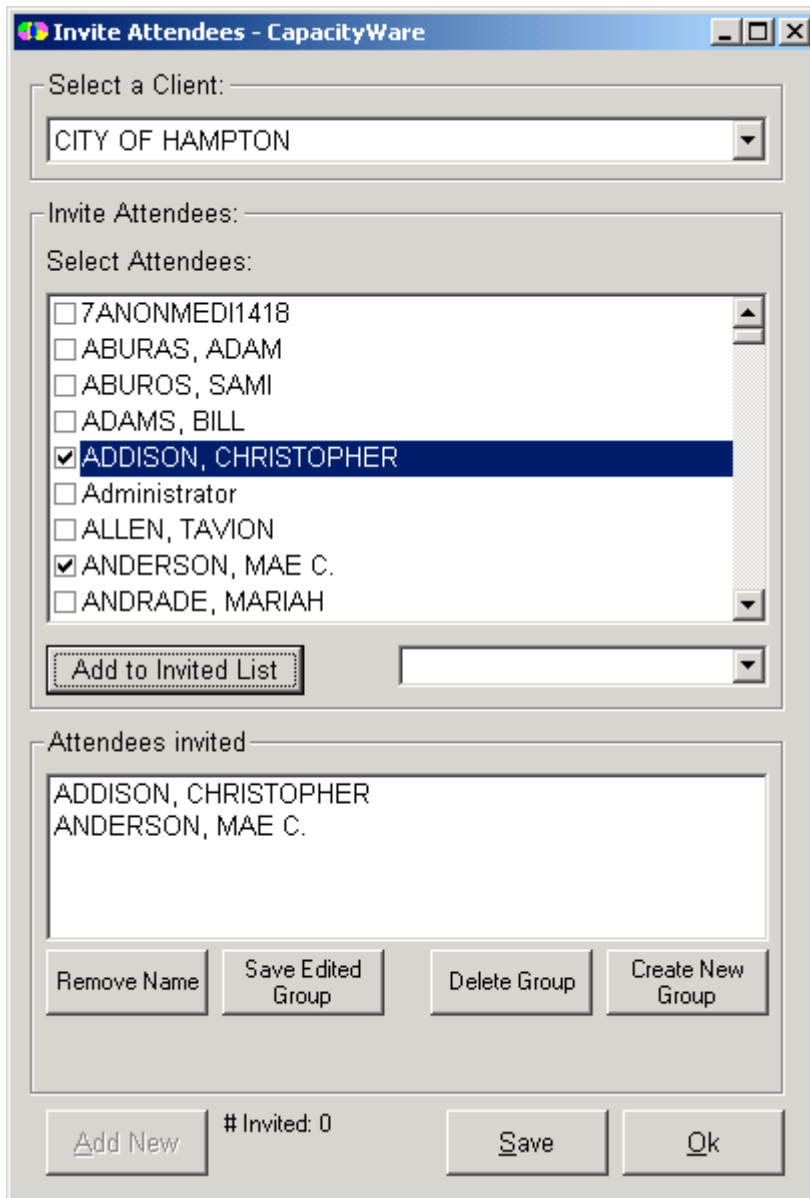 Invite Attendees - CapacityWare
Select a Client:
CITY OF HAMPTON
Invite Attendees:
Select Attendees:
7ANONMEDI1418
ABURAS, ADAM
ABUROS, SAMI
ADAMS, BILL
ADDISON, CHRISTOPHER
Administrator
ALLEN, TAVION
ANDERSON, MAE C.
ANDRADE, MARIAH
Add to Invited List
Attendees invited
ADDISON, CHRISTOPHER
ANDERSON, MAE C.
Remove Name
Save Edited
Group
Delete Group
Create New
Group
Add New
# Invited: 0
Save
Ok